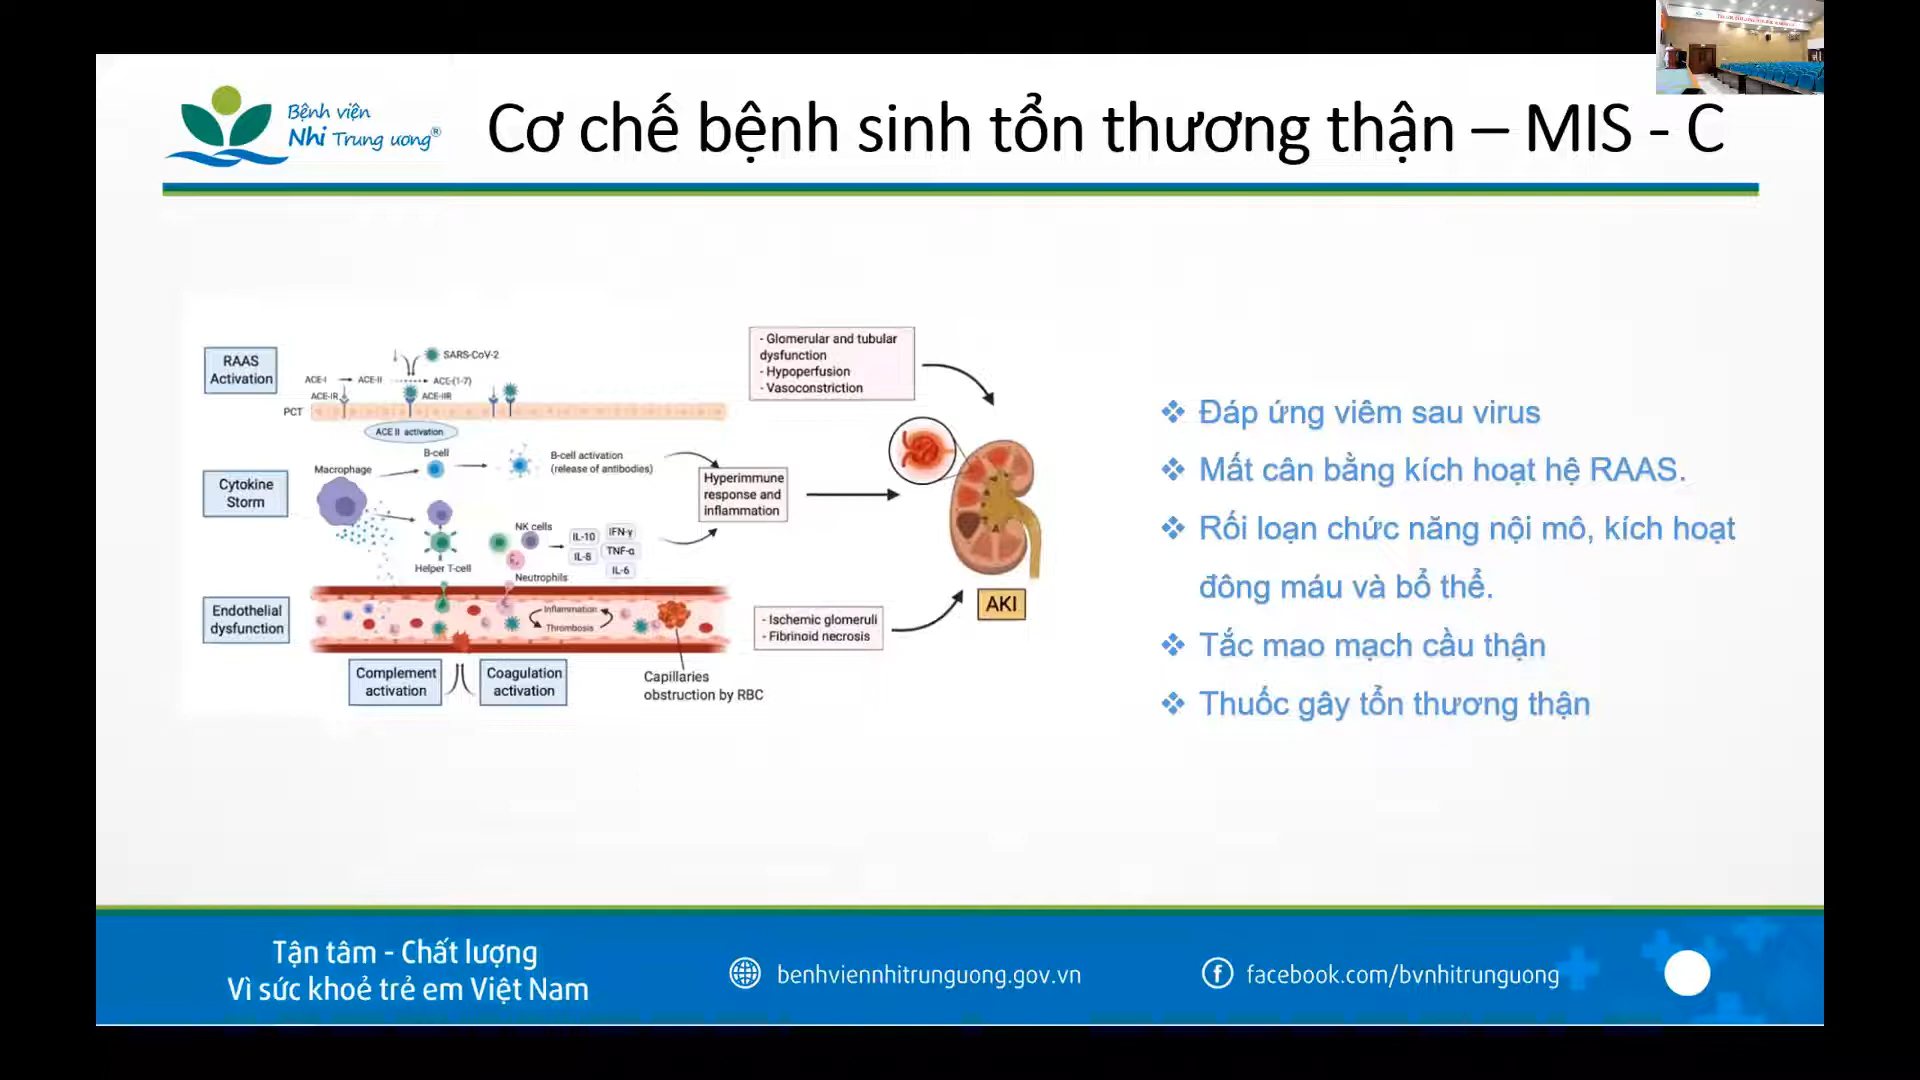 Bệnh viện
Nhi Trung ương®
Cơ chế bệnh sinh tổn thương thận – MIS - C
RAAS
Activation
SARS-CoV-2
ACE-I
ACE-II
ACE-(1-7)
ACE-IR
ACE-IIR
PCT
ACE II activation
Cytokine
Storm
Macrophage
B-cell
B-cell activation
(release of antibodies)
Helper T-cell
NK cells
Neutrophils
IL-10
IFN-γ
IL-8
TNF-α
IL-6
Hyperimmune
response and
inflammation
Endothelial
dysfunction
Inflammation
Thrombosis
Complement
activation
Coagulation
activation
Capillaries
obstruction by RBC
- Glomerular and tubular
dysfunction
- Hypoperfusion
- Vasoconstriction
- Ischemic glomeruli
- Fibrinoid necrosis
AKI
❖ Đáp ứng viêm sau virus
❖ Mất cân bằng kích hoạt hệ RAAS.
❖ Rối loạn chức năng nội mô, kích hoạt
đông máu và bổ thể.
❖ Tắc mao mạch cầu thận
❖ Thuốc gây tổn thương thận
Tận tâm - Chất lượng
Vì sức khoẻ trẻ em Việt Nam
benhviennhitrunguong.gov.vn
facebook.com/bvnhitrunguong